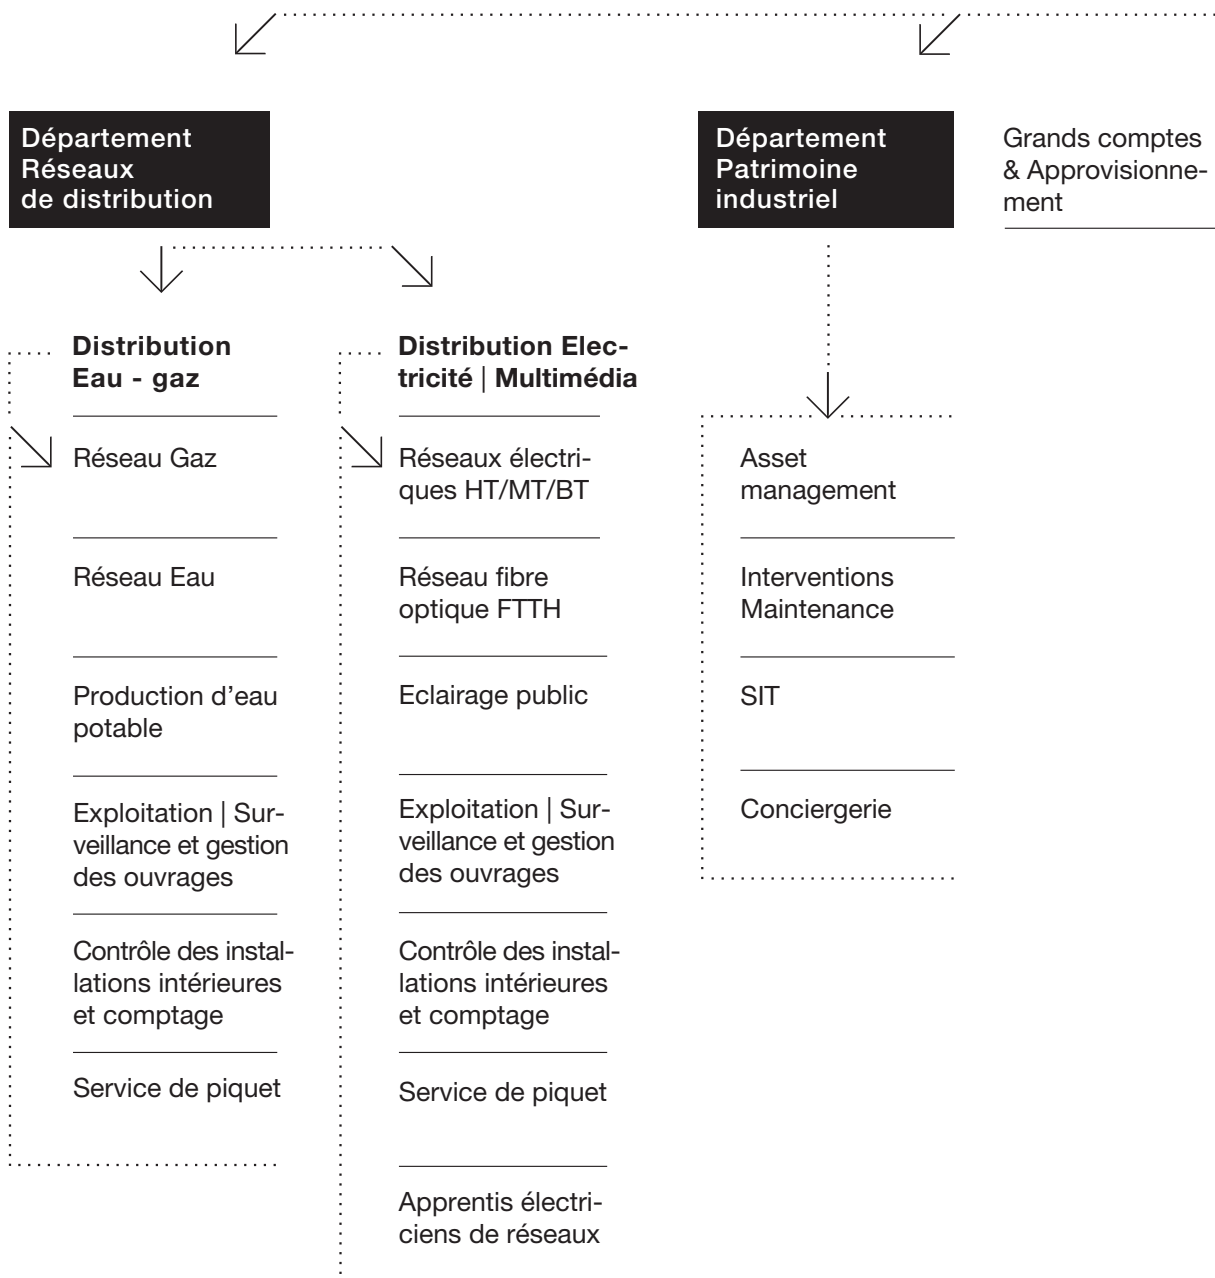 Département
Réseaux
de distribution
Distribution
Eau - gaz
Réseau Gaz
Réseau Eau
Production d’eau
potable
Exploitation | Sur-
veillance et gestion
des ouvrages
Contrôle des instal-
lations intérieures
et comptage
Service de piquet
Distribution Elec-
tricité | Multimédia
Réseaux électri-
ques HT/MT/BT
Réseau fibre
optique FTTH
Eclairage public
Exploitation | Sur-
veillance et gestion
des ouvrages
Contrôle des instal-
lations intérieures
et comptage
Service de piquet
Apprentis électri-
ciens de réseaux
Département
Patrimoine
industriel
Asset
management
Interventions
Maintenance
SIT
Conciergerie
Grands comptes
& Approvisionne-
ment